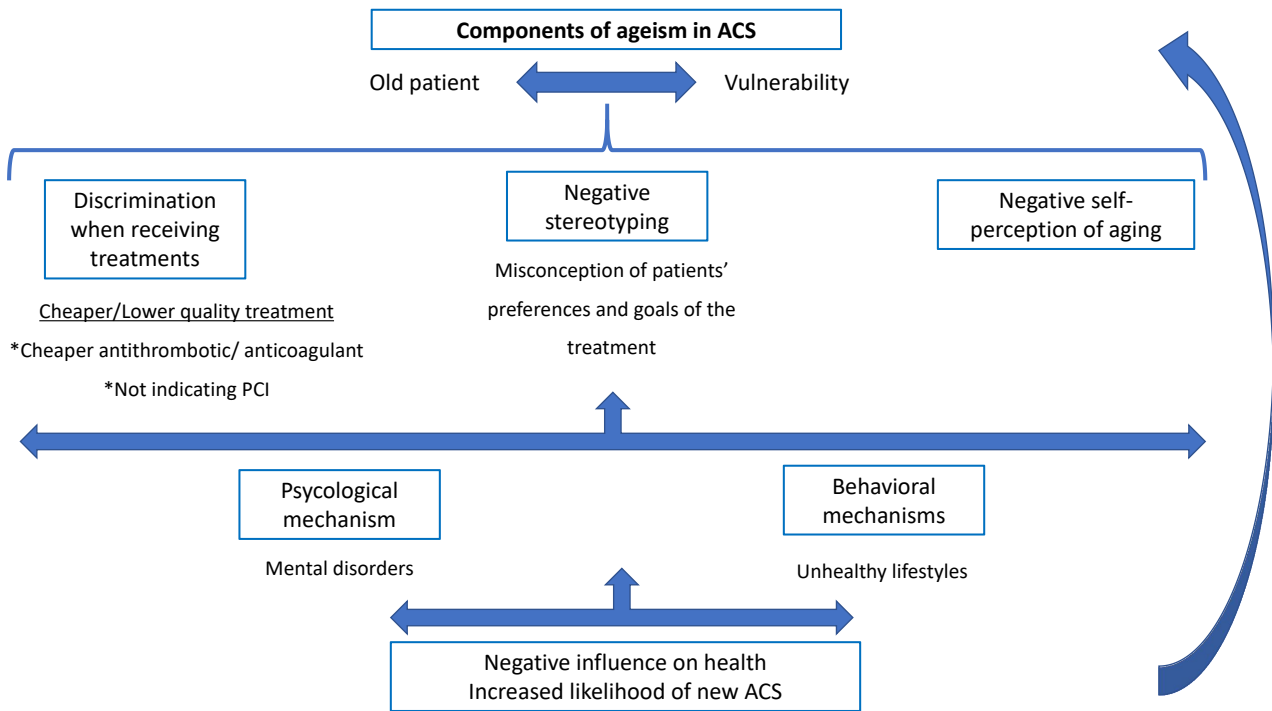 Components of ageism in ACS
Old patient
Vulnerability
Discrimination
when receiving
treatments
Cheaper/Lower quality treatment
*Cheaper antithrombotic/ anticoagulant
*Not indicating PCI
Negative
stereotyping
Misconception of patients’
preferences and goals of the
treatment
Negative self-
perception of aging
Psycological
mechanism
Mental disorders
Behavioral
mechanisms
Unhealthy lifestyles
Negative influence on health
Increased likelihood of new ACS